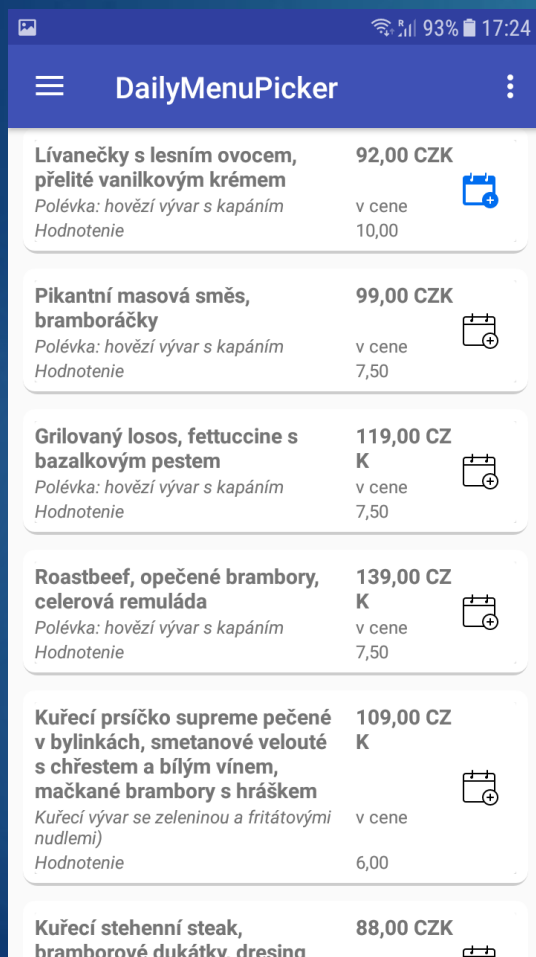 93% 17:24
DailyMenuPicker
Lívanečky s lesním ovocem, 92,00 CZK
přelité vanilkovým krémem
Polévka: hovězí vývar s kapáním v cene
Hodnotenie 10,00
Pikantní masová směs, 99,00 CZK
bramboráčky
Polévka: hovězí vývar s kapáním v cene
Hodnotenie 7,50
Grilovaný losos, fettuccine s 119,00 CZ
bazalkovým pestem K
Polévka: hovězí vývar s kapáním v cene
Hodnotenie 7,50
Roastbeef, opečené brambory, 139,00 CZ
celerová remuláda K
Polévka: hovězí vývar s kapáním v cene
Hodnotenie 7,50
Kuřecí prsíčko supreme pečené 109,00 CZ
v bylinkách, smetanové velouté K
s chřestem a bílým vínem,
mačkané brambory s hráškem
Kuřecí vývar se zeleninou a fritátovými v cene
nudlemi)
Hodnotenie 6,00
Kuřecí stehenní steak, 88,00 CZK
bramborové dukátky, dresing